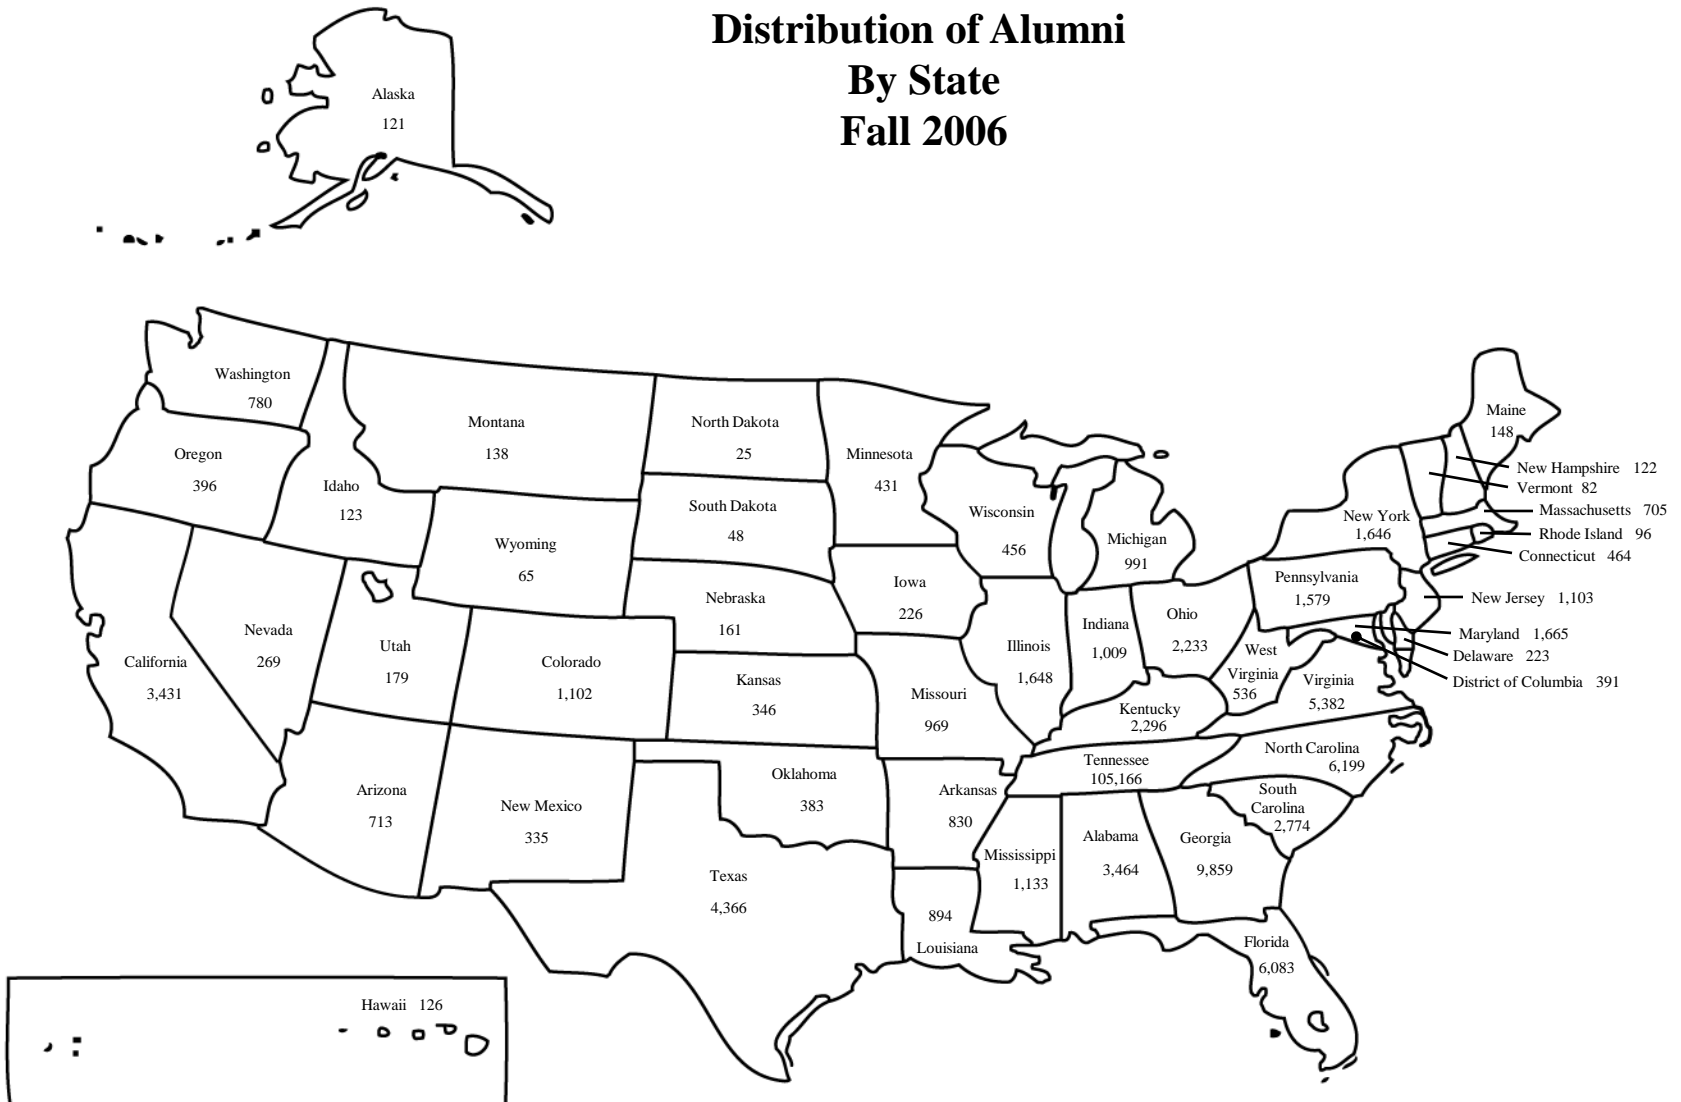 Distribution of Alumni
By State
Fall 2006
Alaska
121
Washington
780
Oregon
396
Idaho
123
Montana
138
North Dakota
25
South Dakota
48
Minnesota
431
Wisconsin
456
Michigan
991
Wyoming
65
Nebraska
161
Iowa
226
California
3,431
Nevada
269
Utah
179
Colorado
1,102
Kansas
346
Missouri
969
Illinois
1,648
Indiana
1,009
Ohio
2,233
Kentucky
2,296
West
Virginia
536
Virginia
5,382
Pennsylvania
1,579
New York
1,646
Maine
148
New Hampshire 122
Vermont 82
Massachusetts 705
Rhode Island 96
Connecticut 464
New Jersey 1,103
Maryland 1,665
Delaware 223
District of Columbia 391
Arizona
713
New Mexico
335
Oklahoma
383
Texas
4,366
Arkansas
830
894
Louisiana
Mississippi
1,133
Alabama
3,464
Georgia
9,859
Tennessee
105,166
North Carolina
6,199
South
Carolina
2,774
Florida
6,083
Hawaii 126